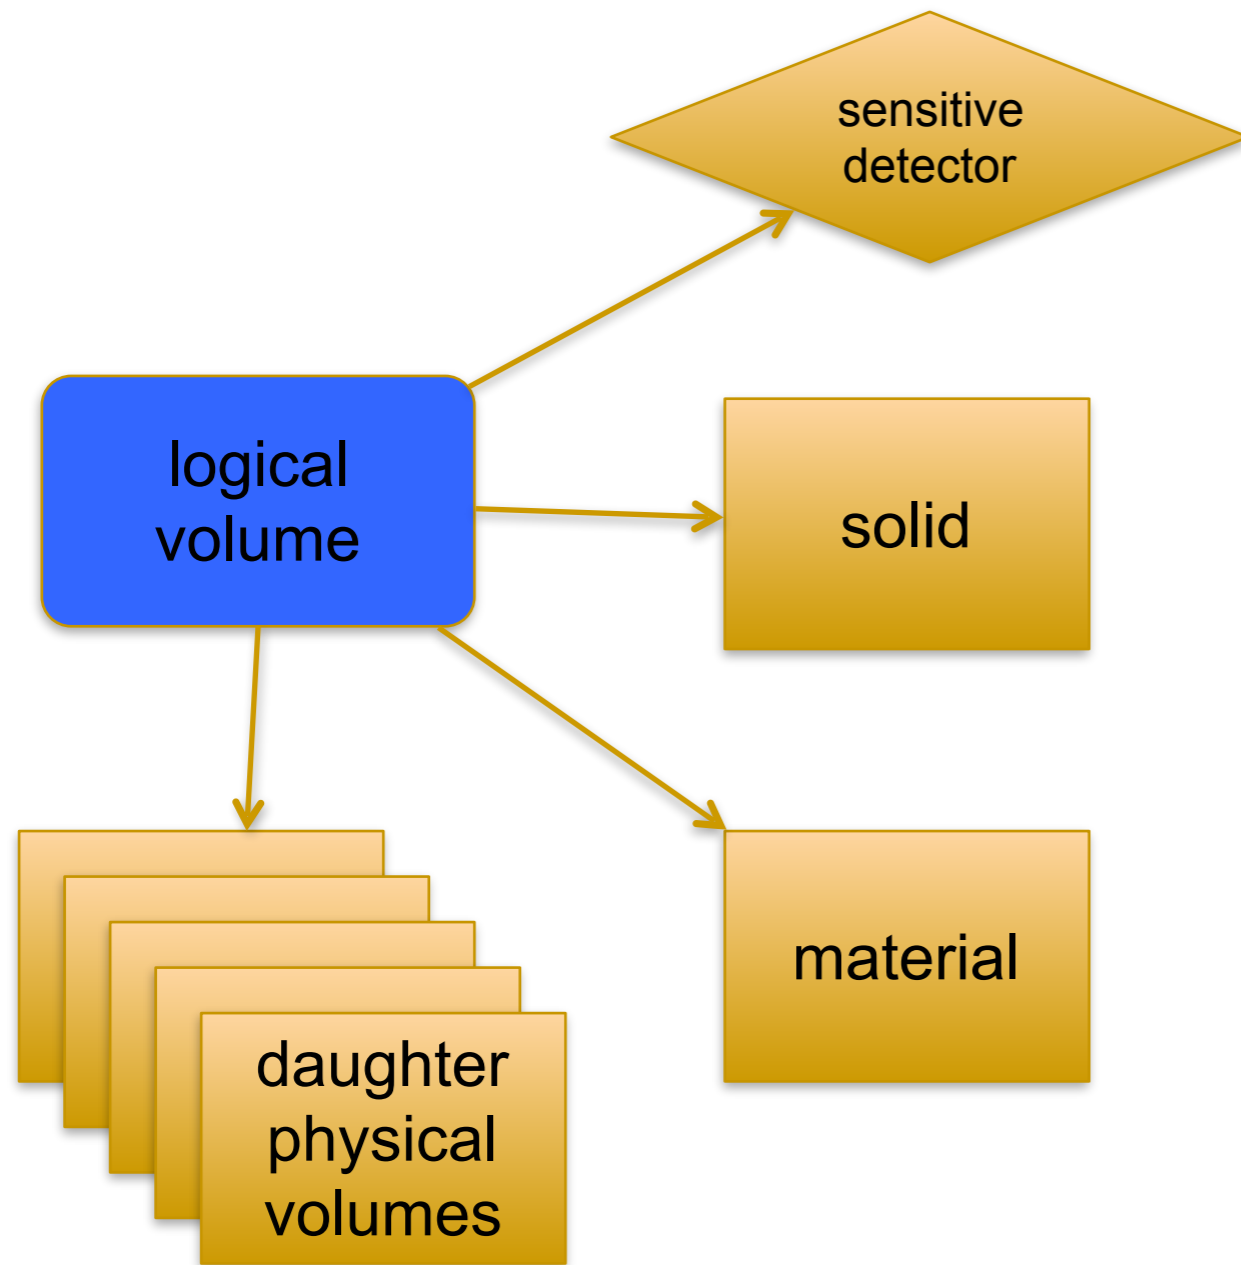 sensitive
detector
logical
volume
solid
material
daughter
physical
volumes